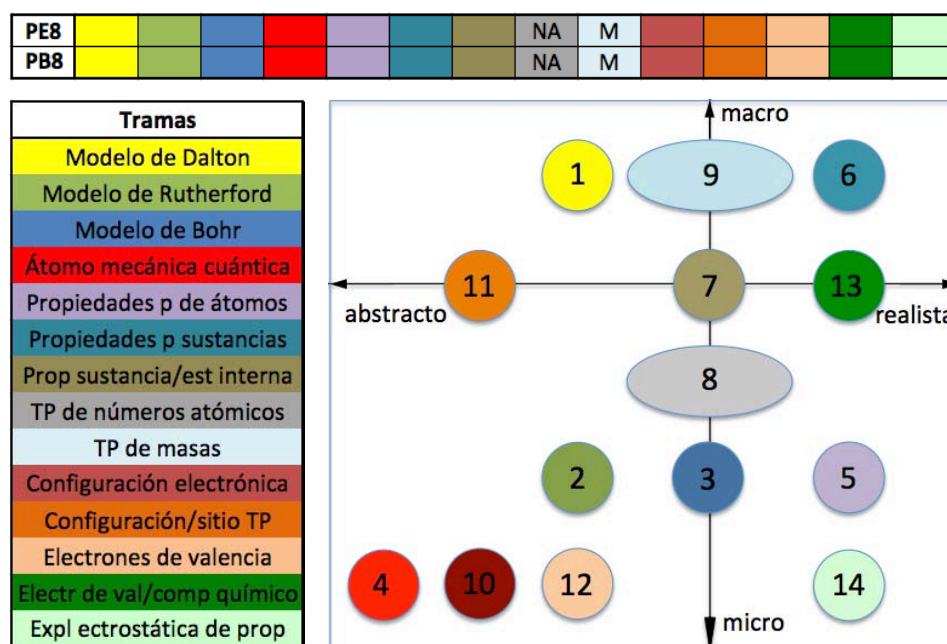 PE8 NA M
PB8 NA M
Tramas
Modelo de Dalton
Modelo de Rutherford
Modelo de Bohr
Átomo mecánica cuántica
Propiedades p de átomos
Propiedades p sustancias
Prop sustancia/est interna
TP de números atómicos
TP de masas
Configuración electrónica
Configuración/sitio TP
Electrones de valencia
Electr de val/comp químico
Expl ectrostática de prop
macro
1 9 6
11 7 13
abstracto realista
8
2 3 5
4 10 12 14
micro